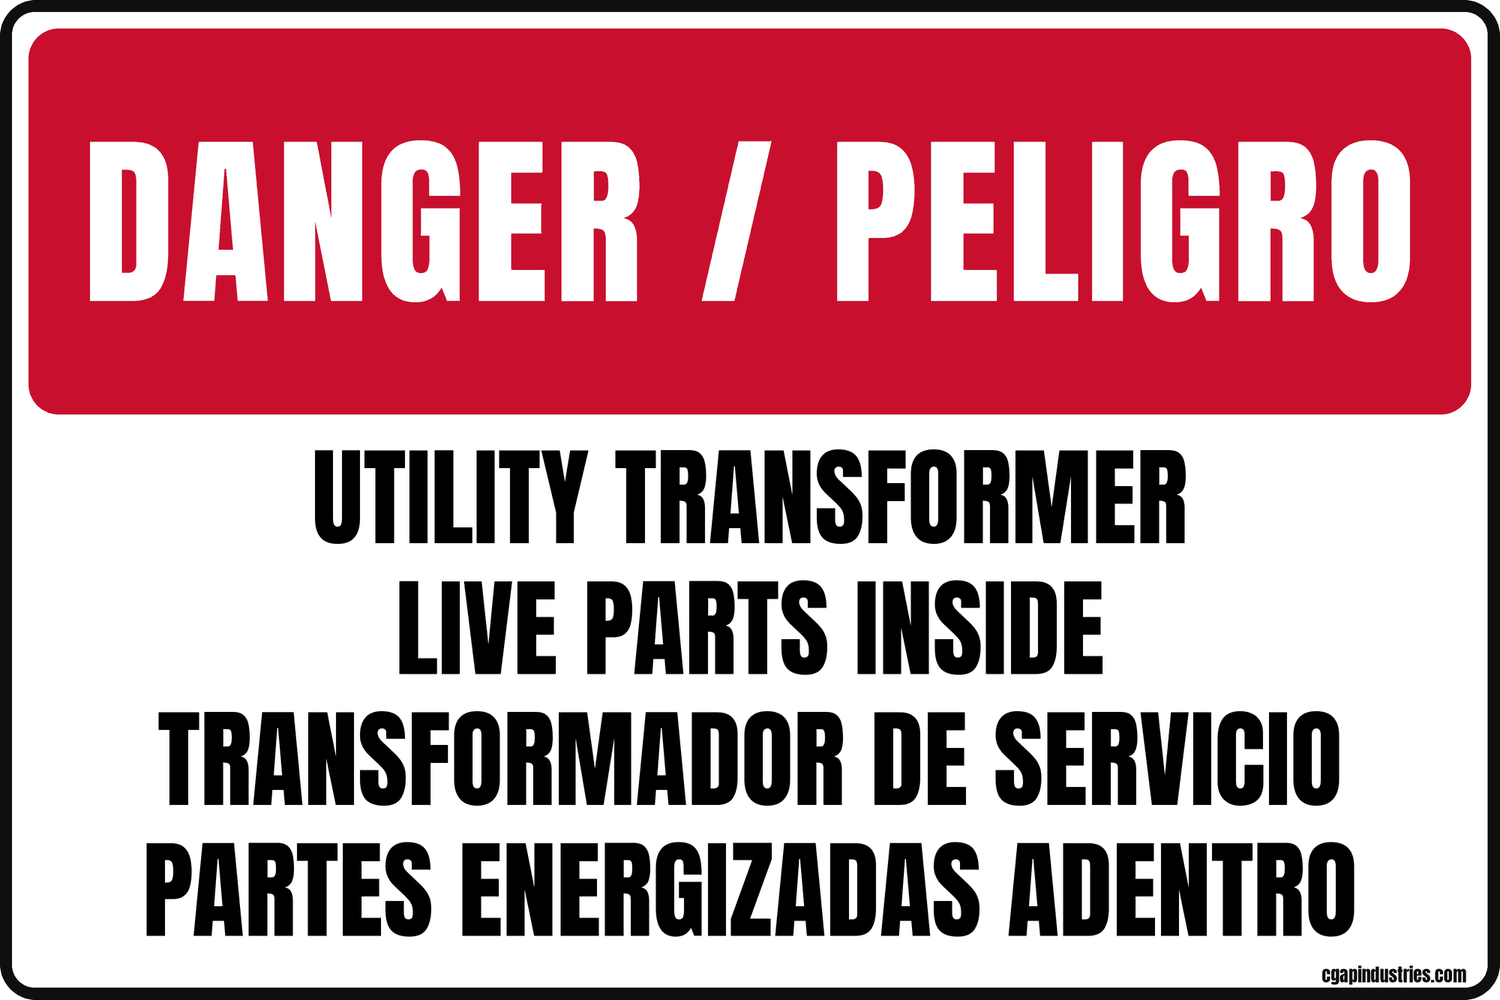 DANGER / PELIGRO
UTILITY TRANSFORMER
LIVE PARTS INSIDE
TRANSFORMADOR DE SERVICIO
PARTES ENERGIZADAS ADENTRO
cgapindustries.com